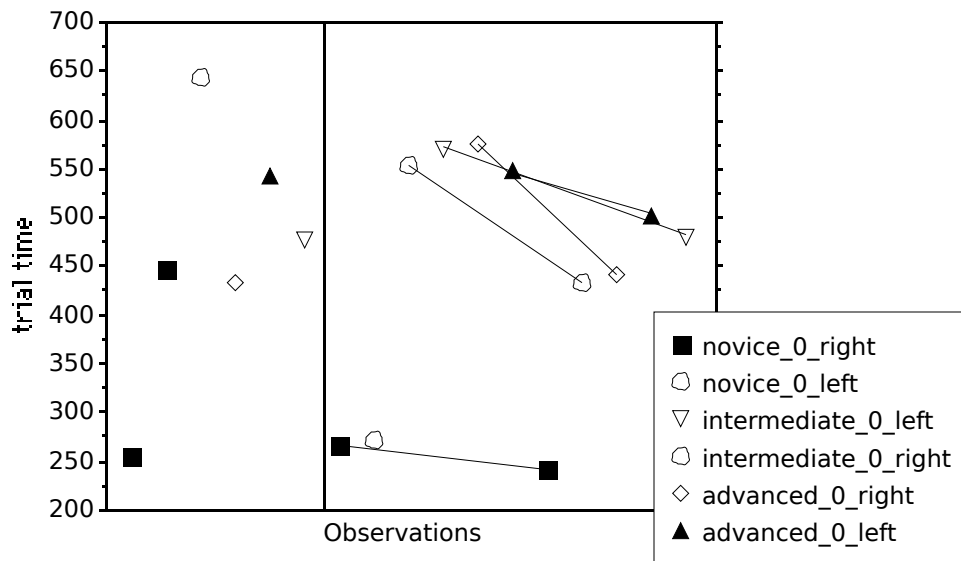 700
650
600
550
500
450
400
350
300
250
200
trial time
Observations
novice_0_right
novice_0_left
intermediate_0_left
intermediate_0_right
advanced_0_right
advanced_0_left